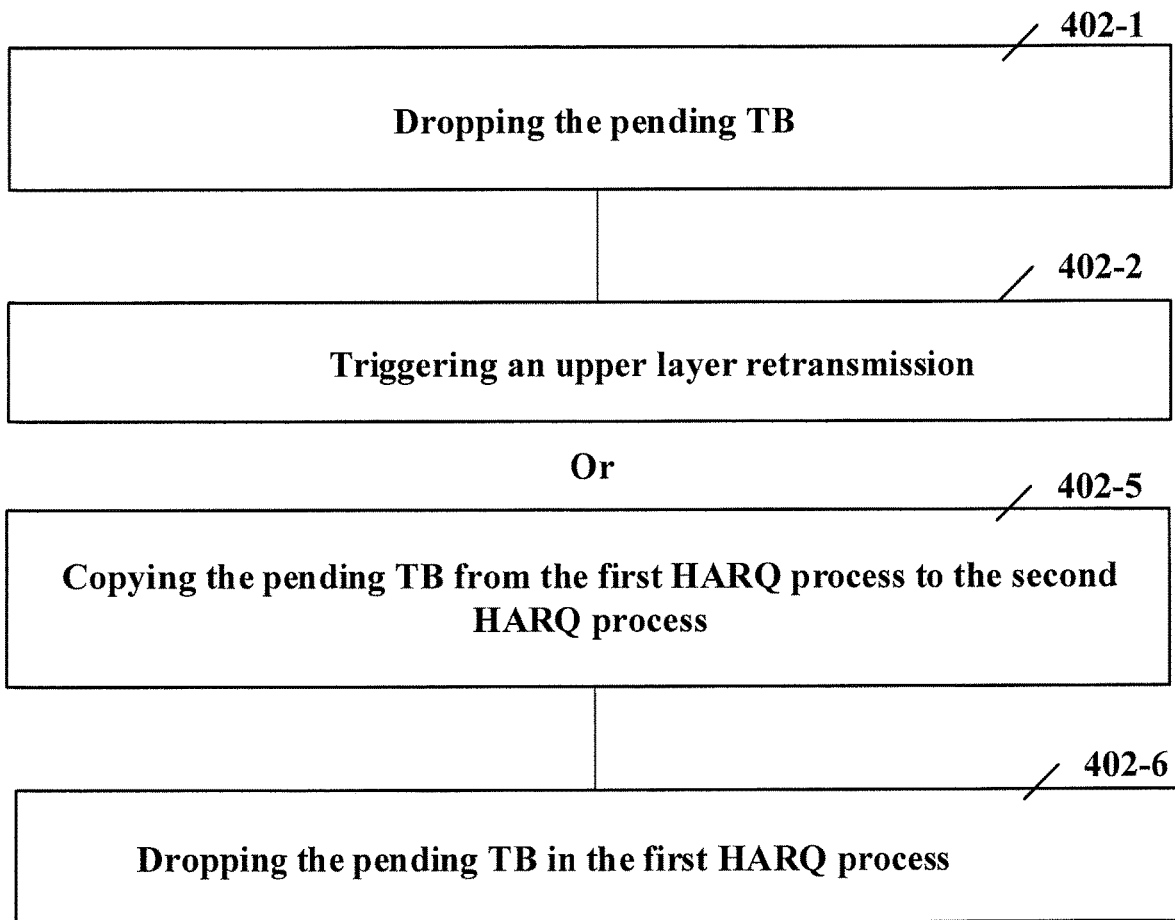 402-1
Dropping the pending TB
402-2
Triggering an upper layer retransmission
Or
402-5
Copying the pending TB from the first HARQ process to the second
HARQ process
402-6
Dropping the pending TB in the first HARQ process